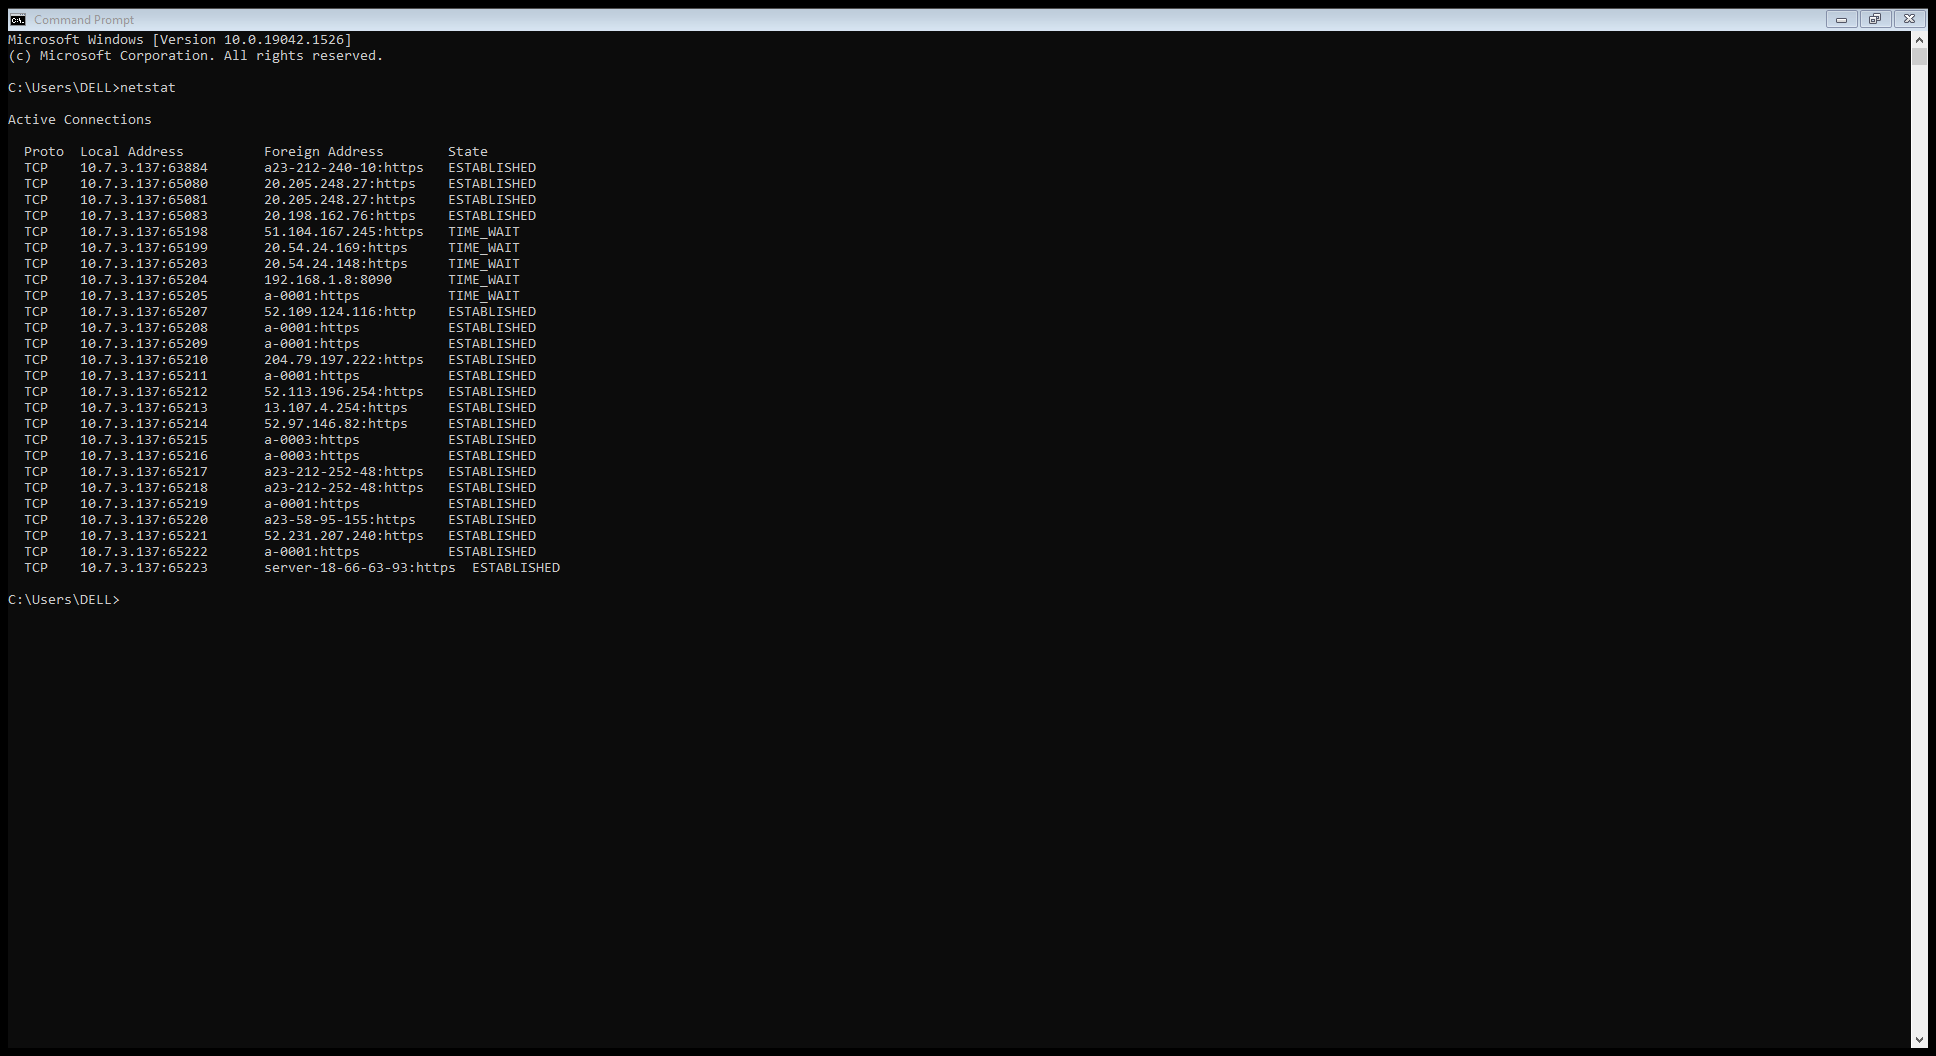 Command Prompt
Microsoft Windows [Version 10.0.19042.1526]
(c) Microsoft Corporation. All rights reserved.
C:\Users\DELL>netstat
Active Connections
Proto  Local Address          Foreign Address        State
TCP    10.7.3.137:63884       a23-212-240-10:https   ESTABLISHED
TCP    10.7.3.137:65080       20.205.248.27:https    ESTABLISHED
TCP    10.7.3.137:65081       20.205.248.27:https    ESTABLISHED
TCP    10.7.3.137:65083       20.198.162.76:https    ESTABLISHED
TCP    10.7.3.137:65198       51.104.167.245:https   TIME_WAIT
TCP    10.7.3.137:65199       20.54.24.169:https     TIME_WAIT
TCP    10.7.3.137:65203       20.54.24.148:https     TIME_WAIT
TCP    10.7.3.137:65204       192.168.1.8:8090       TIME_WAIT
TCP    10.7.3.137:65205       a-0001:https           TIME_WAIT
TCP    10.7.3.137:65207       52.109.124.116:http    ESTABLISHED
TCP    10.7.3.137:65208       a-0001:https           ESTABLISHED
TCP    10.7.3.137:65209       a-0001:https           ESTABLISHED
TCP    10.7.3.137:65210       204.79.197.222:https   ESTABLISHED
TCP    10.7.3.137:65211       a-0001:https           ESTABLISHED
TCP    10.7.3.137:65212       52.113.196.254:https   ESTABLISHED
TCP    10.7.3.137:65213       13.107.4.254:https     ESTABLISHED
TCP    10.7.3.137:65214       52.97.146.82:https     ESTABLISHED
TCP    10.7.3.137:65215       a-0003:https           ESTABLISHED
TCP    10.7.3.137:65216       a-0003:https           ESTABLISHED
TCP    10.7.3.137:65217       a23-212-252-48:https   ESTABLISHED
TCP    10.7.3.137:65218       a23-212-252-48:https   ESTABLISHED
TCP    10.7.3.137:65219       a-0001:https           ESTABLISHED
TCP    10.7.3.137:65220       a23-58-95-155:https    ESTABLISHED
TCP    10.7.3.137:65221       52.231.207.240:https   ESTABLISHED
TCP    10.7.3.137:65222       a-0001:https           ESTABLISHED
TCP    10.7.3.137:65223       server-18-66-63-93:https  ESTABLISHED
C:\Users\DELL>